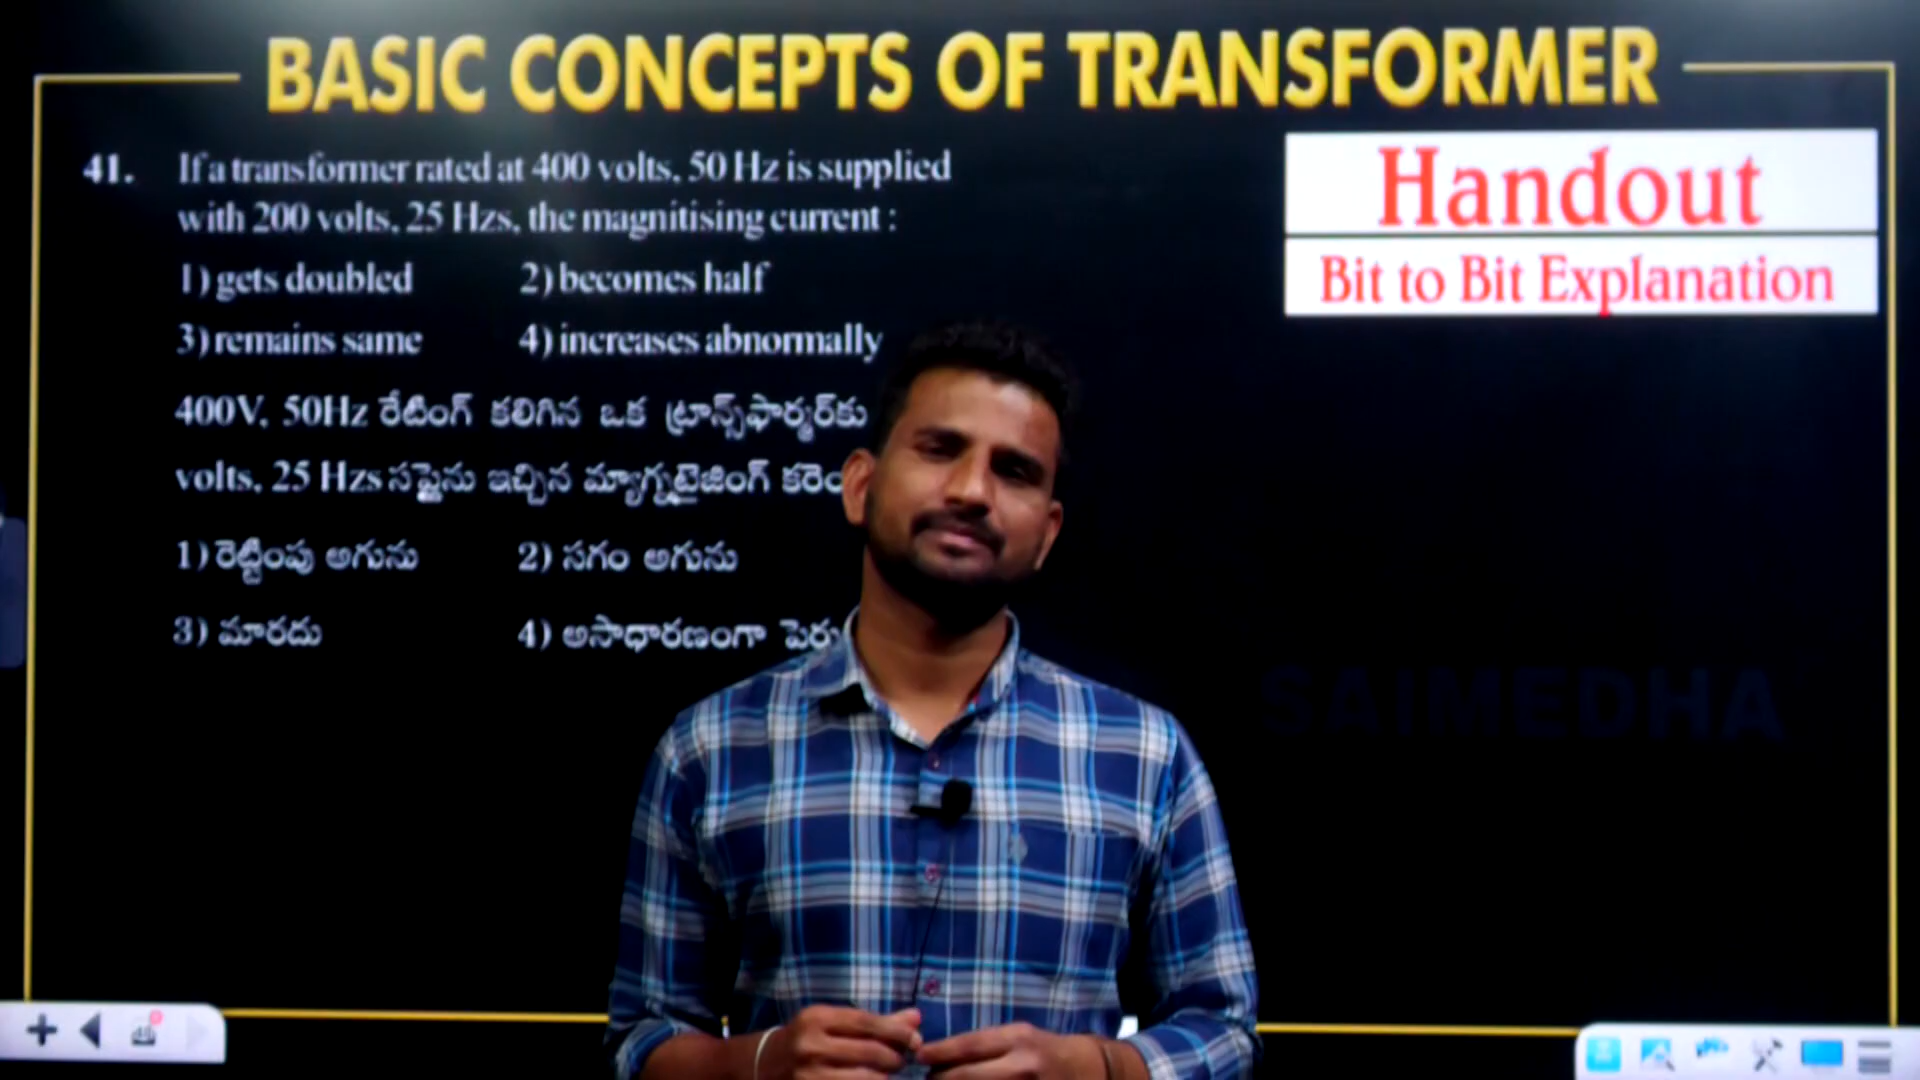 BASIC CONCEPTS OF TRANSFORMER
41. If a transformer rated at 400 volts, 50 Hz is supplied
with 200 volts, 25 Hzs, the magnitising current :
1) gets doubled 2) becomes half
3) remains same 4) increases abnormally
400V, 50Hz రేటింగ్ కలిగిన ఒక ట్రాన్స్‌ఫార్మర్‌కు
volts, 25 Hzs సప్లైను ఇచ్చిన మ్యాగ్నటైజింగ్
1) రెట్టింపు అగును 2) సగం అగును
3) మారదు 4) అసాధారణంగా
Handout
Bit to Bit Explanation
SAIMEDHA